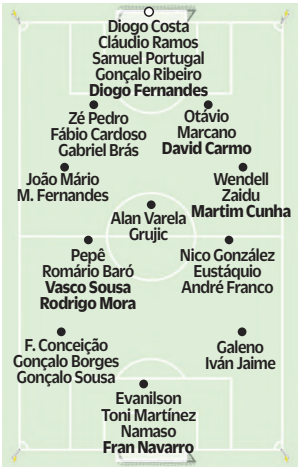 Diogo Costa
Cláudio Ramos
Samuel Portugal
Gonçalo Ribeiro
Diogo Fernandes
Zé Pedro
Fábio Cardoso
Gabriel Brás
Otávio
Marcano
David Carmo
João Mário
M. Fernandes
Wendell
Zaidu
Martim Cunha
Alan Varela
Grujic
Pepê
Romário Baró
Vasco Sousa
Rodrigo Mora
Nico González
Eustáquio
André Franco
F. Conceição
Gonçalo Borges
Gonçalo Sousa
Galeno
Iván Jaime
Evanilson
Toni Martínez
Namaso
Fran Navarro